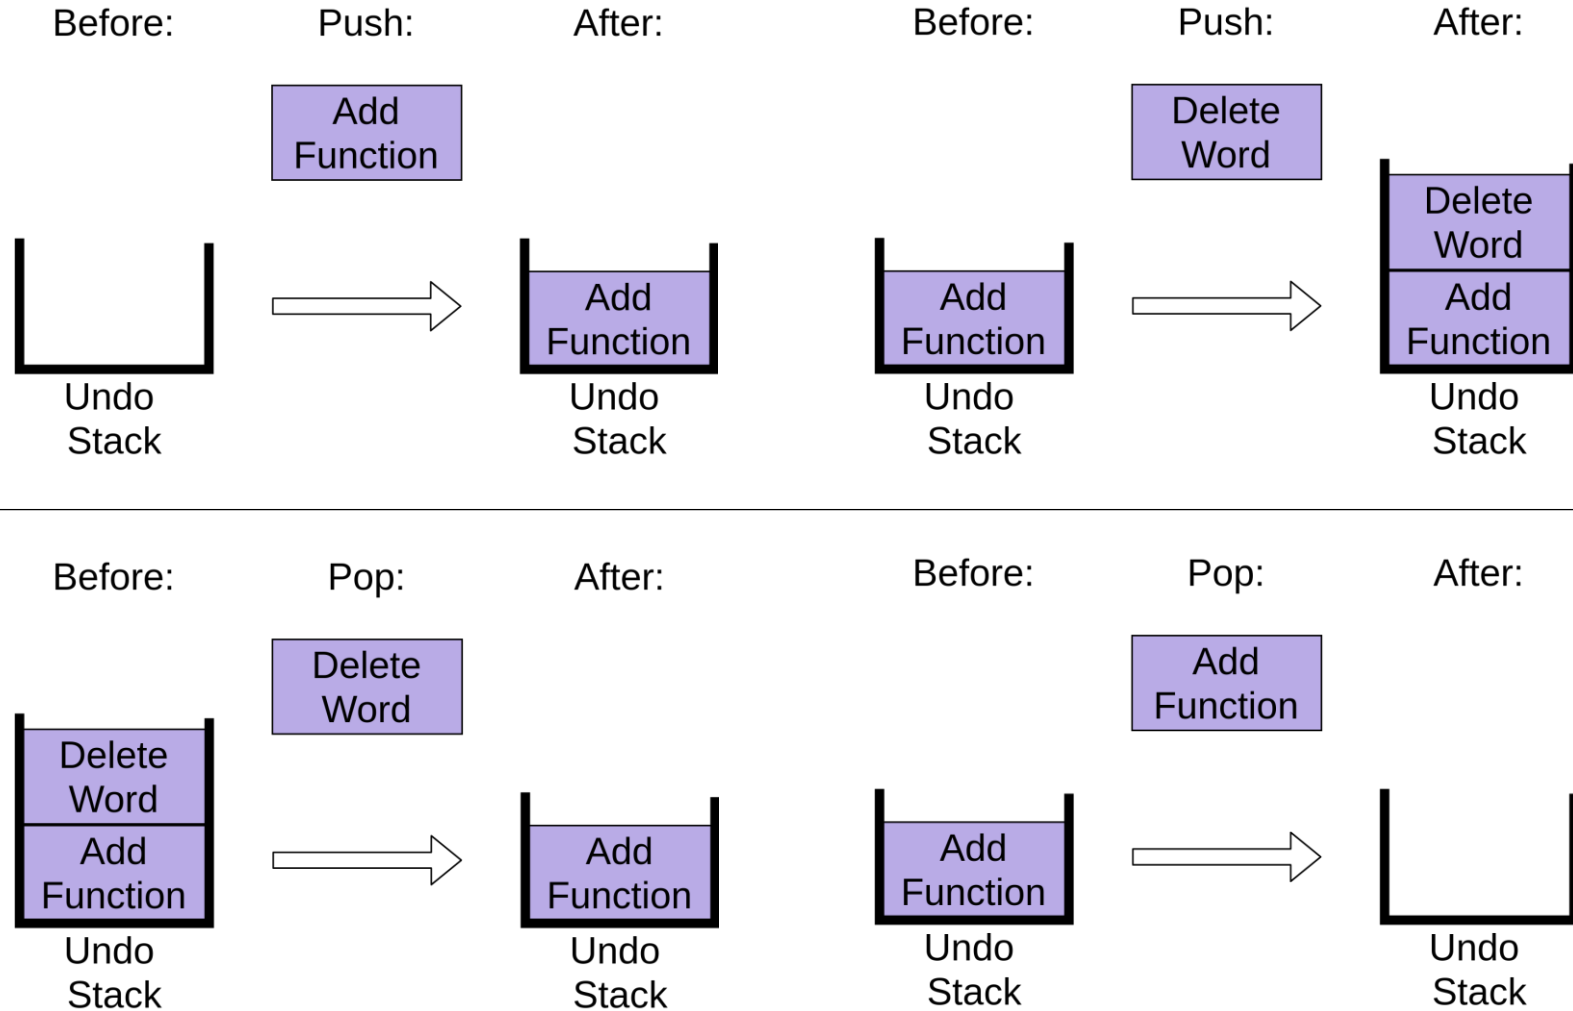 Before:
Push:
After:
Add
Function
Add
Function
Undo
Stack
Undo
Stack
Before:
Push:
After:
Delete
Word
Add
Function
Delete
Word
Add
Function
Undo
Stack
Undo
Stack
Before:
Pop:
After:
Delete
Word
Delete
Word
Add
Function
Add
Function
Undo
Stack
Undo
Stack
Before:
Pop:
After:
Add
Function
Add
Function
Undo
Stack
Undo
Stack